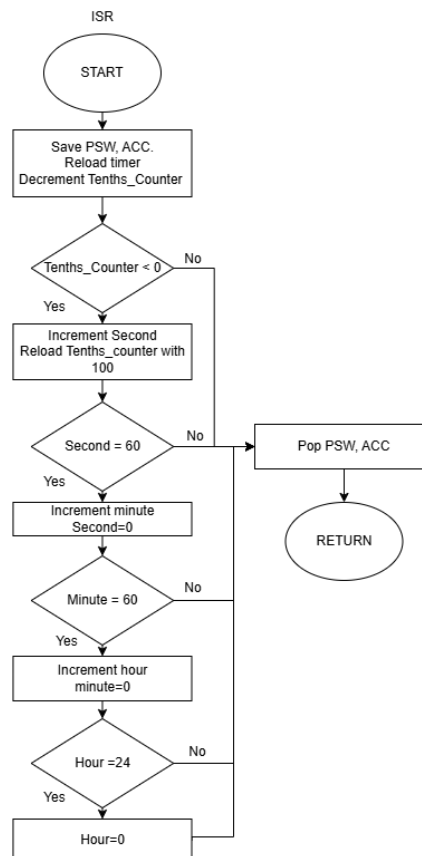 ISR
START
Save PSW, ACC.
Reload timer
Decrement Tenths_Counter
Tenths_Counter < 0
No
Yes
Increment Second
Reload Tenths_counter with
100
Second = 60
No
Yes
Pop PSW, ACC
Increment minute
Second=0
RETURN
Minute = 60
No
Yes
Increment hour
minute=0
Hour =24
No
Yes
Hour=0